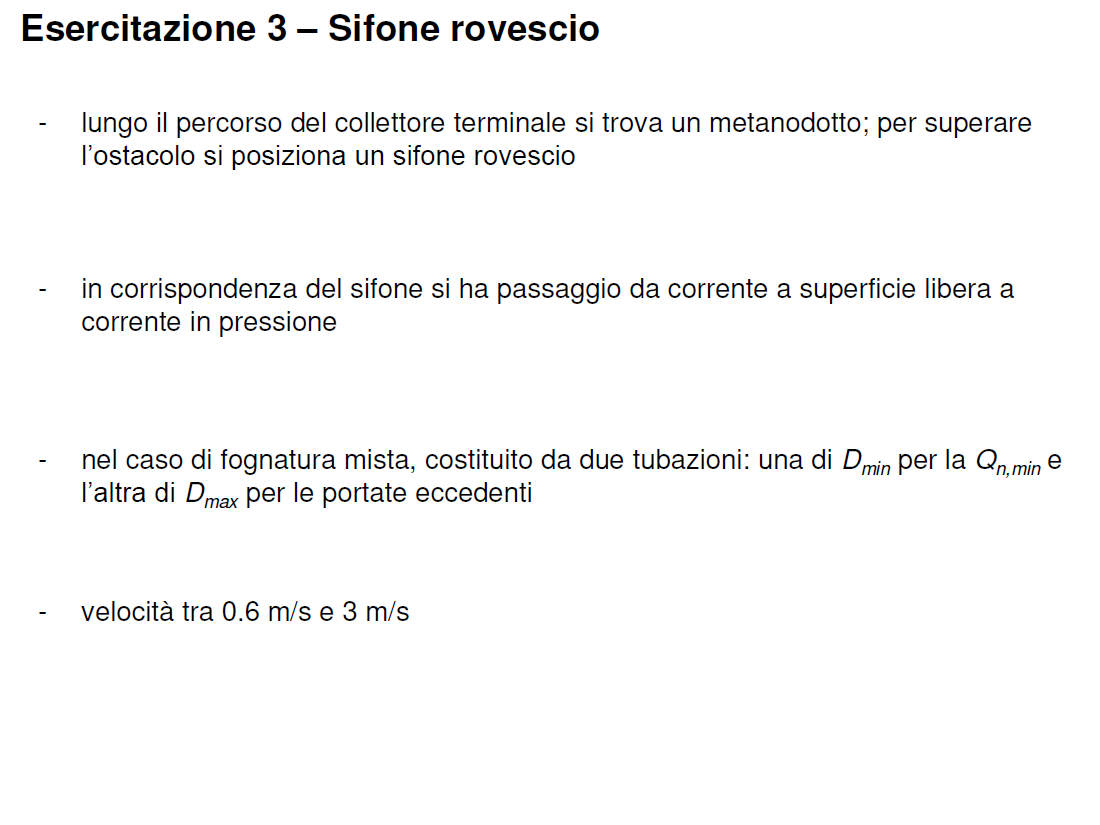 Esercitazione 3 – Sifone rovescio
- lungo il percorso del collettore terminale si trova un metanodotto; per superare
l’ostacolo si posiziona un sifone rovescio
- in corrispondenza del sifone si ha passaggio da corrente a superficie libera a
corrente in pressione
- nel caso di fognatura mista, costituito da due tubazioni: una di Dmin per la Qn,min e
l’altra di Dmax per le portate eccedenti
- velocità tra 0.6 m/s e 3 m/s